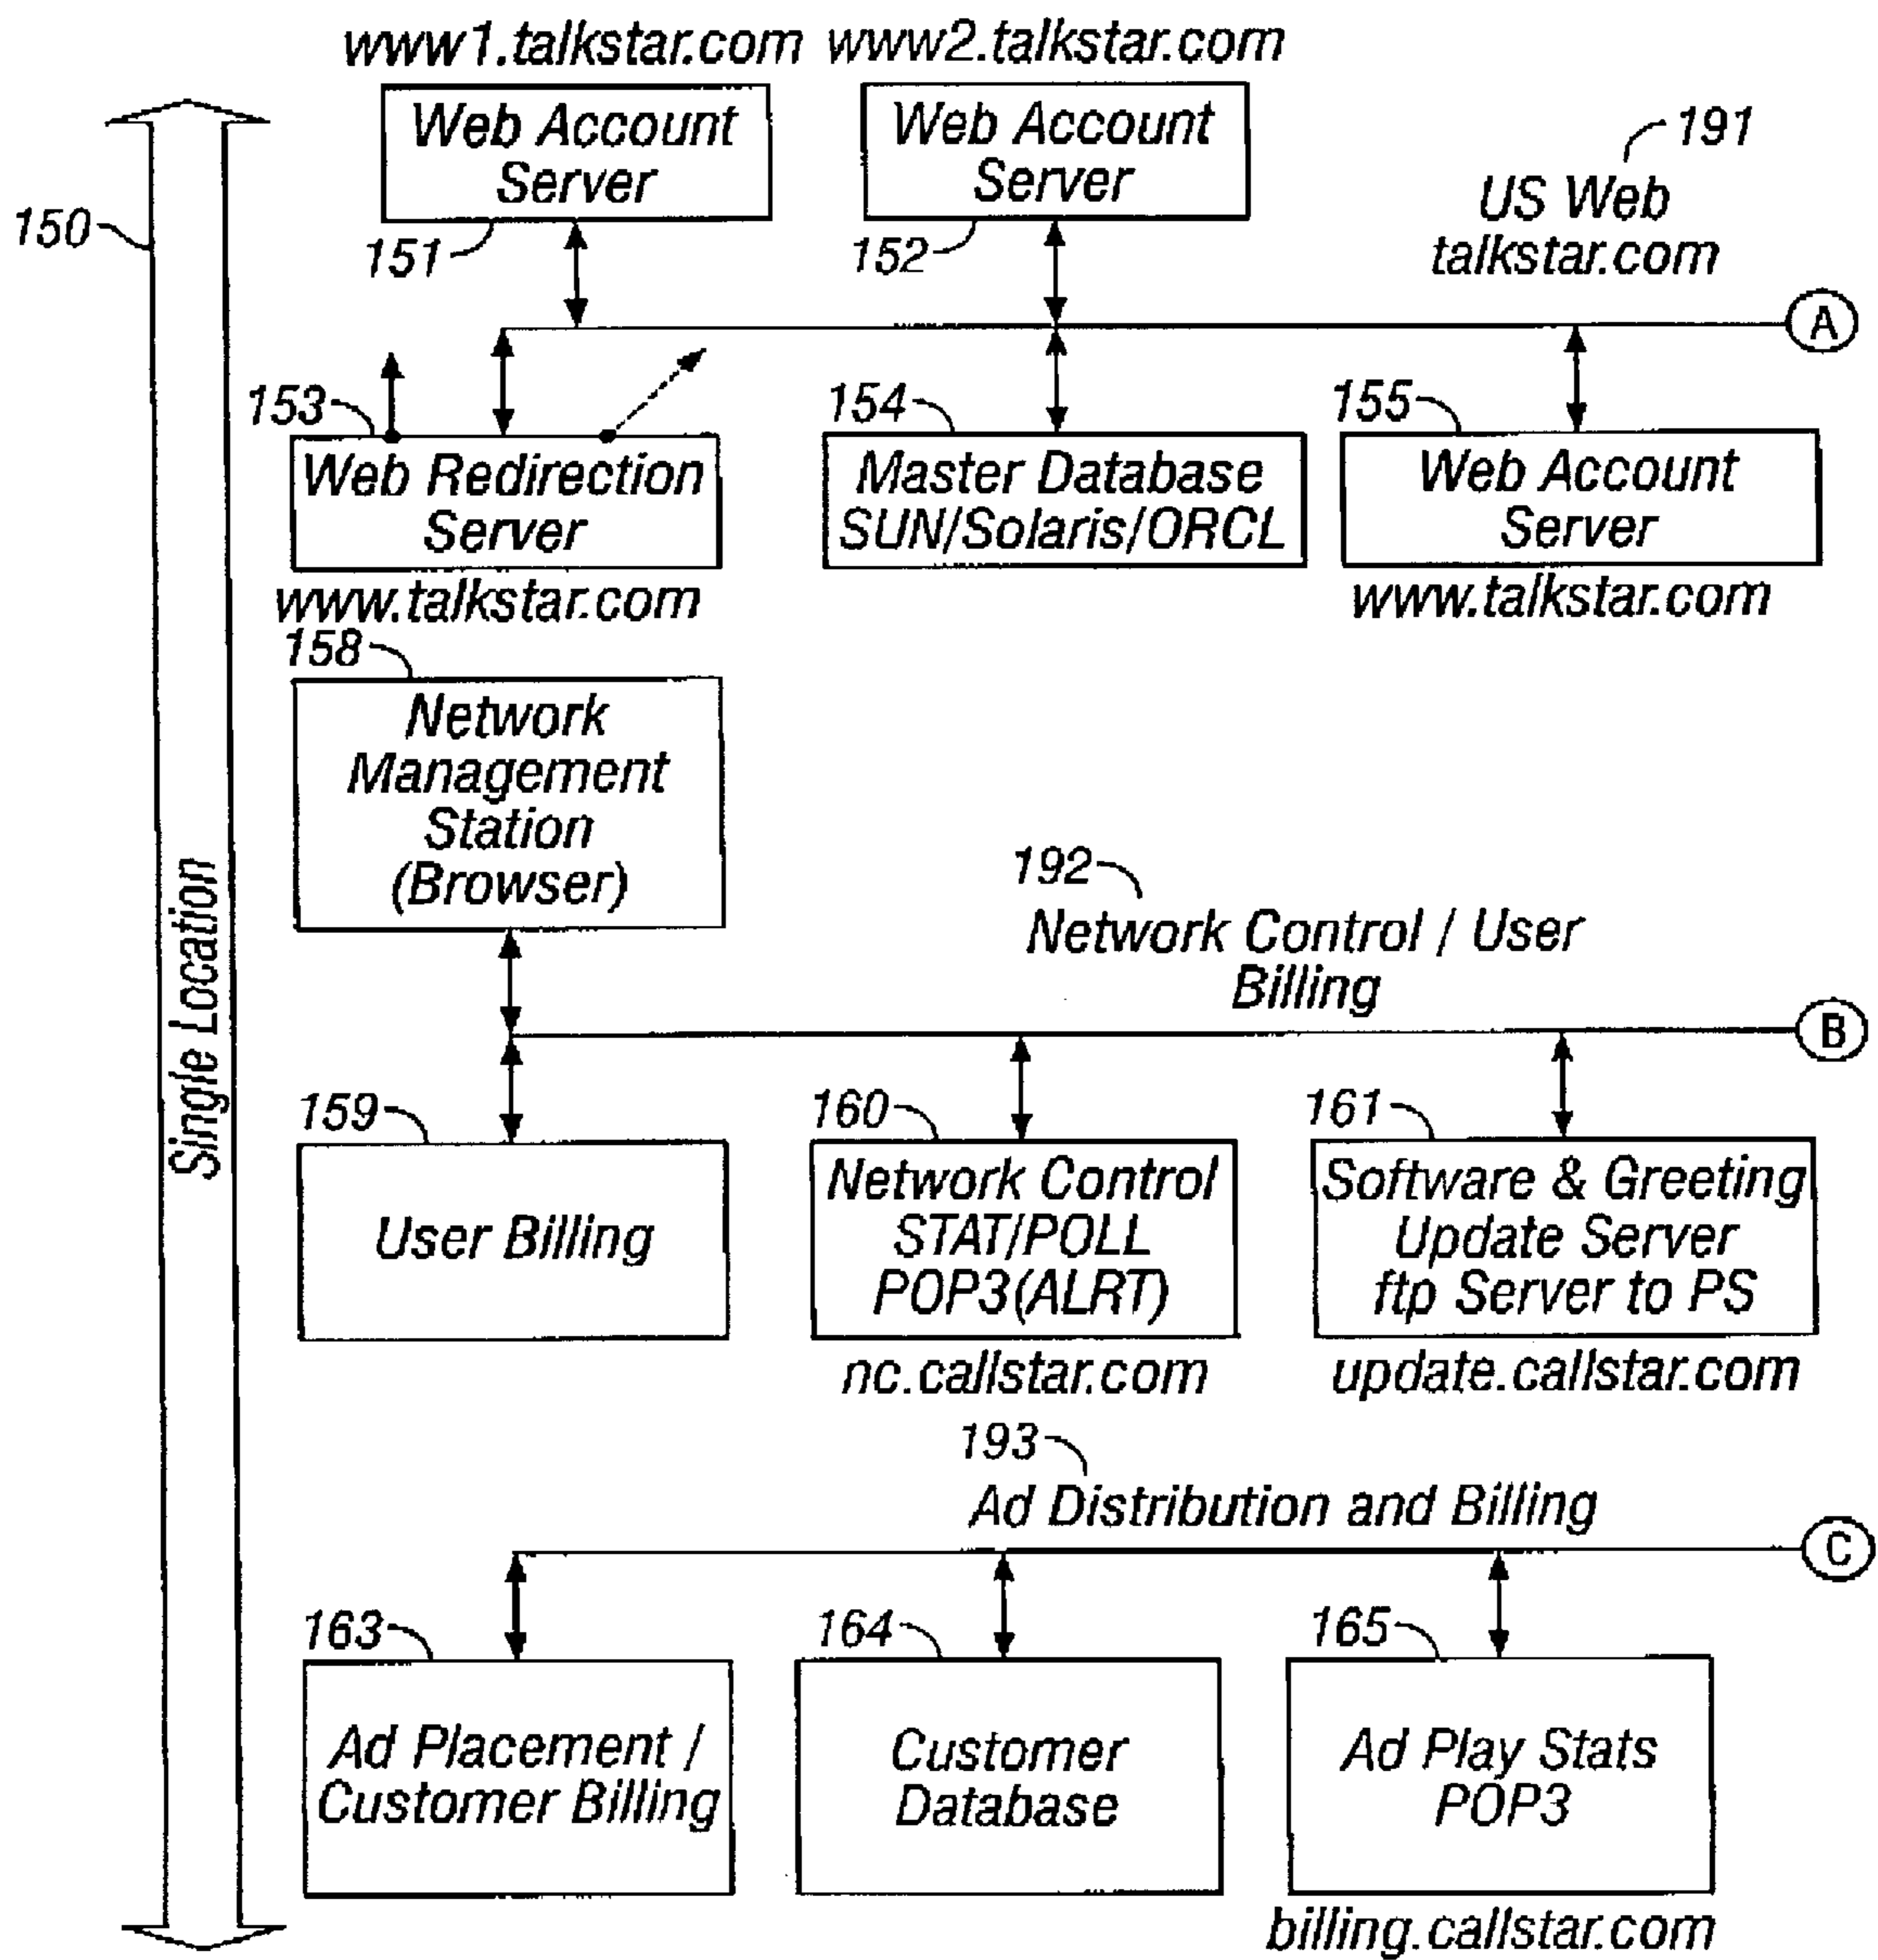 www1.talkstar.com
www2.talkstar.com
Web Account
Server
Web Account
Server
191
US Web
talkstar.com
150
151
152
A
153
154
155
Web Redirection
Server
Master Database
SUN/Solaris/ORCL
Web Account
Server
www.talkstar.com
www.talkstar.com
158
Network
Management
Station
(Browser)
192
Network Control / User
Billing
Single Location
B
159
160
161
User Billing
Network Control
STAT/POLL
POP3(ALRT)
Software & Greeting
Update Server
ftp Server to PS
nc.callstar.com
update.callstar.com
193
Ad Distribution and Billing
C
163
164
165
Ad Placement /
Customer Billing
Customer
Database
Ad Play Stats
POP3
billing.callstar.com